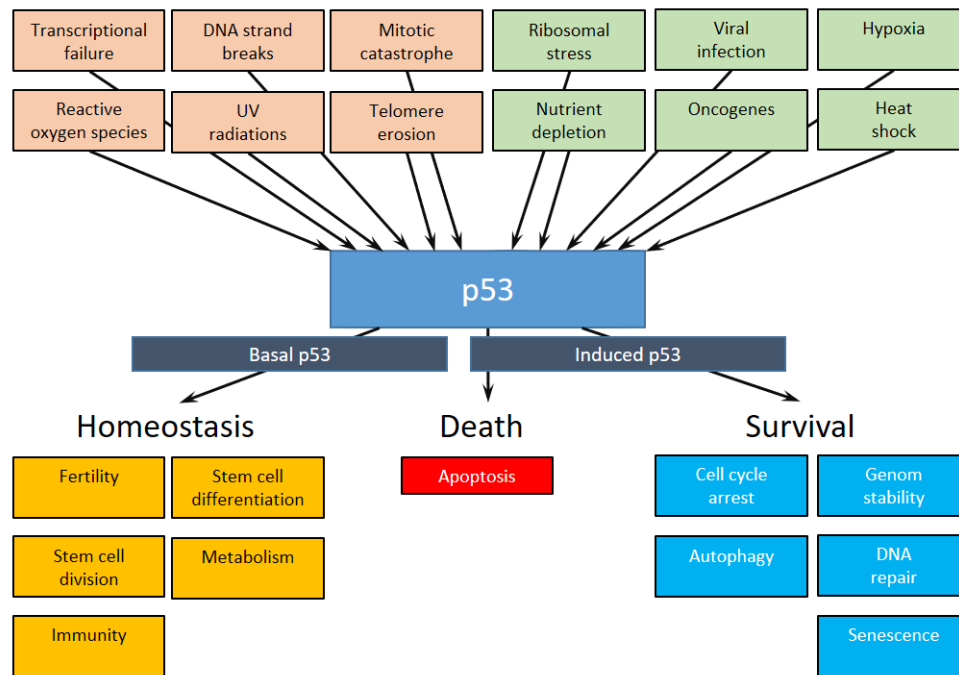 Transcriptional
failure
DNA strand
breaks
Mitotic
catastrophe
Ribosomal
stress
Viral
infection
Hypoxia
Reactive
oxygen species
UV
radiations
Telomere
erosion
Nutrient
depletion
Oncogenes
Heat
shock
p53
Basal p53
Induced p53
Homeostasis
Death
Survival
Fertility
Stem cell
differentiation
Stem cell
division
Metabolism
Immunity
Apoptosis
Cell cycle
arrest
Genom
stability
Autophagy
DNA
repair
Senescence